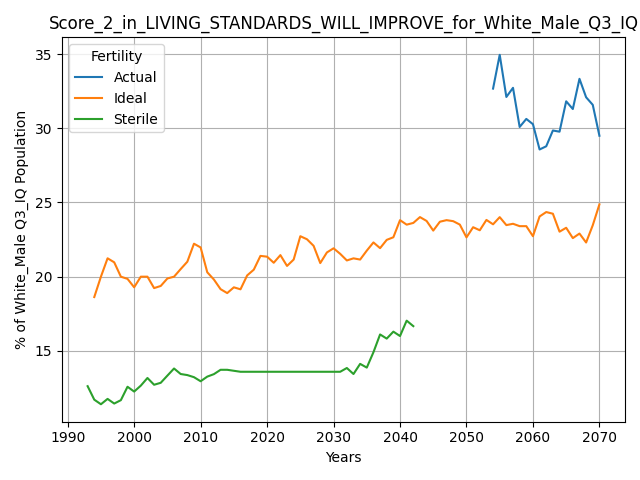 Score_2_in_LIVING_STANDARDS_WILL_IMPROVE_for_White_Male_Q3_IQ
Fertility
Actual
Ideal
Sterile
% of White_Male Q3_IQ Population
35
30
25
20
15
1990 2000 2010 2020 2030 2040 2050 2060 2070
Years